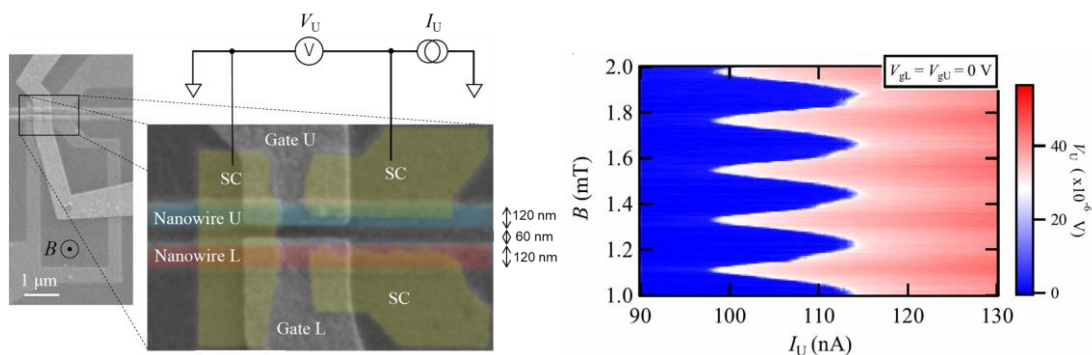 V_U
I_U
V
Gate U
SC
SC
Nanowire U
120 nm
60 nm
Nanowire L
120 nm
B
SC
1 μm
Gate L
V_gL = V_gU = 0 V
2.0
1.8
1.6
1.4
1.2
1.0
B (mT)
90
100
110
120
130
I_U (nA)
40
20
0
V_U (x10^-6 V)